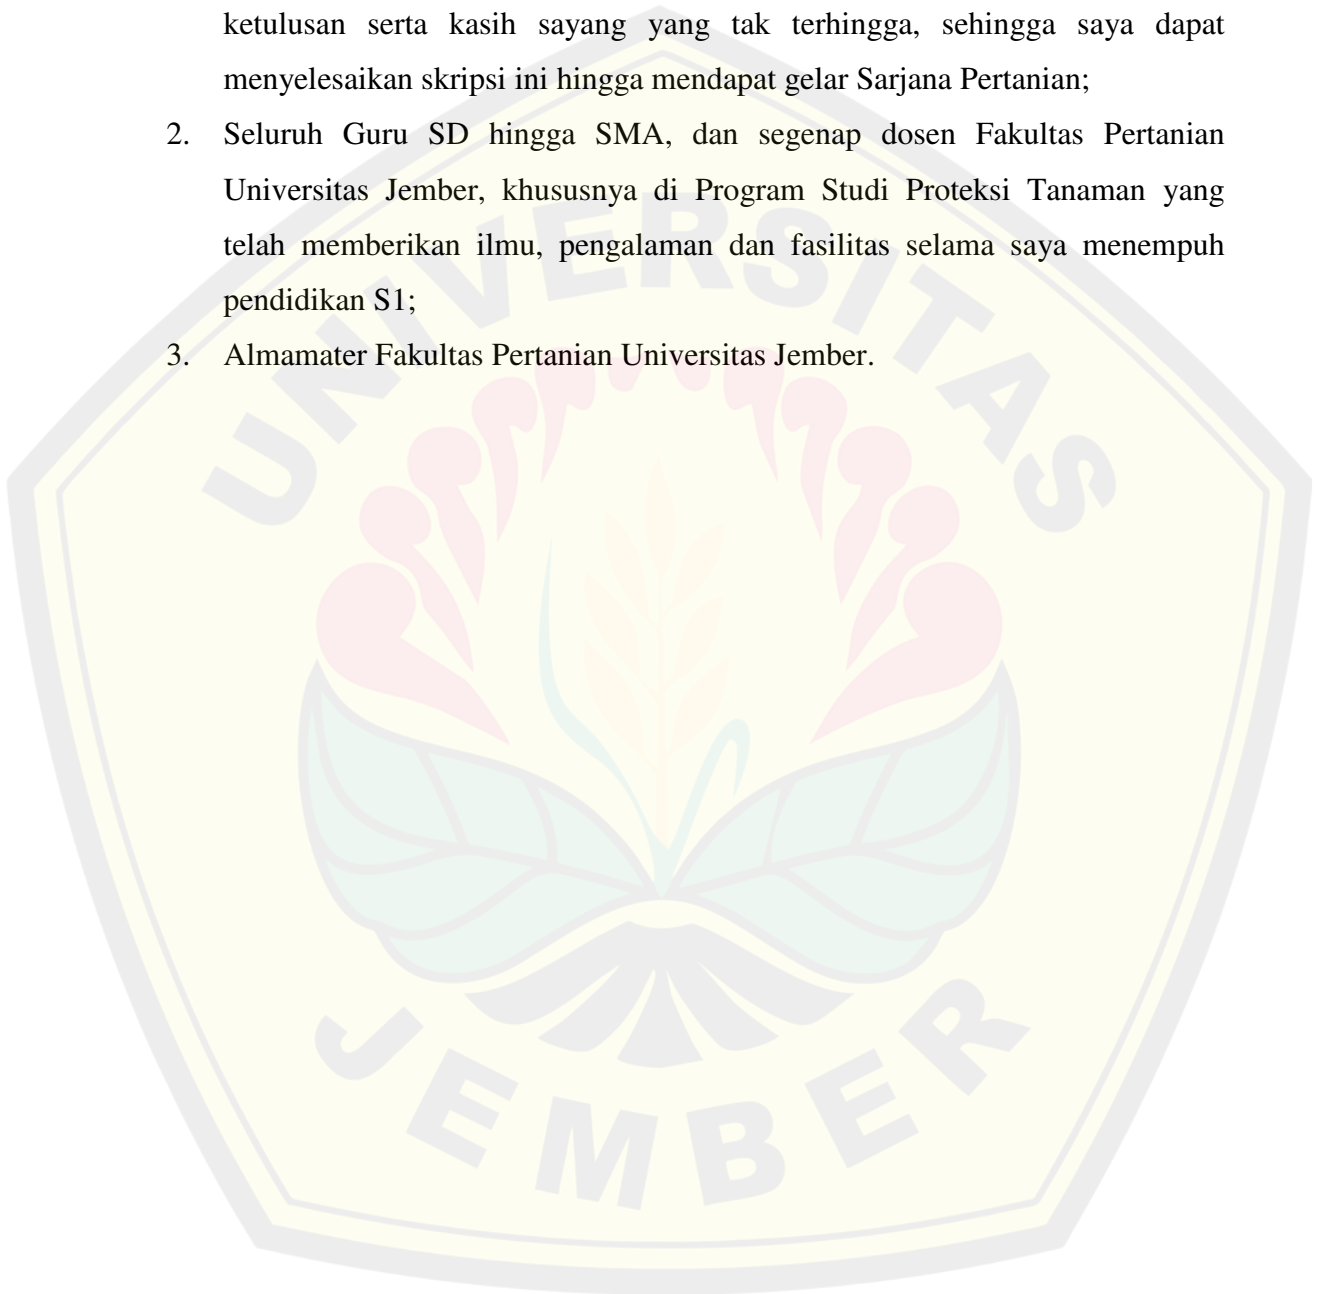 ketulusan serta kasih sayang yang tak terhingga, sehingga saya dapat
menyelesaikan skripsi ini hingga mendapat gelar Sarjana Pertanian;
2. Seluruh Guru SD hingga SMA, dan segenap dosen Fakultas Pertanian
Universitas Jember, khususnya di Program Studi Proteksi Tanaman yang
telah memberikan ilmu, pengalaman dan fasilitas selama saya menempuh
pendidikan S1;
3. Almamater Fakultas Pertanian Universitas Jember.
UNIVERSITAS
JEMBER